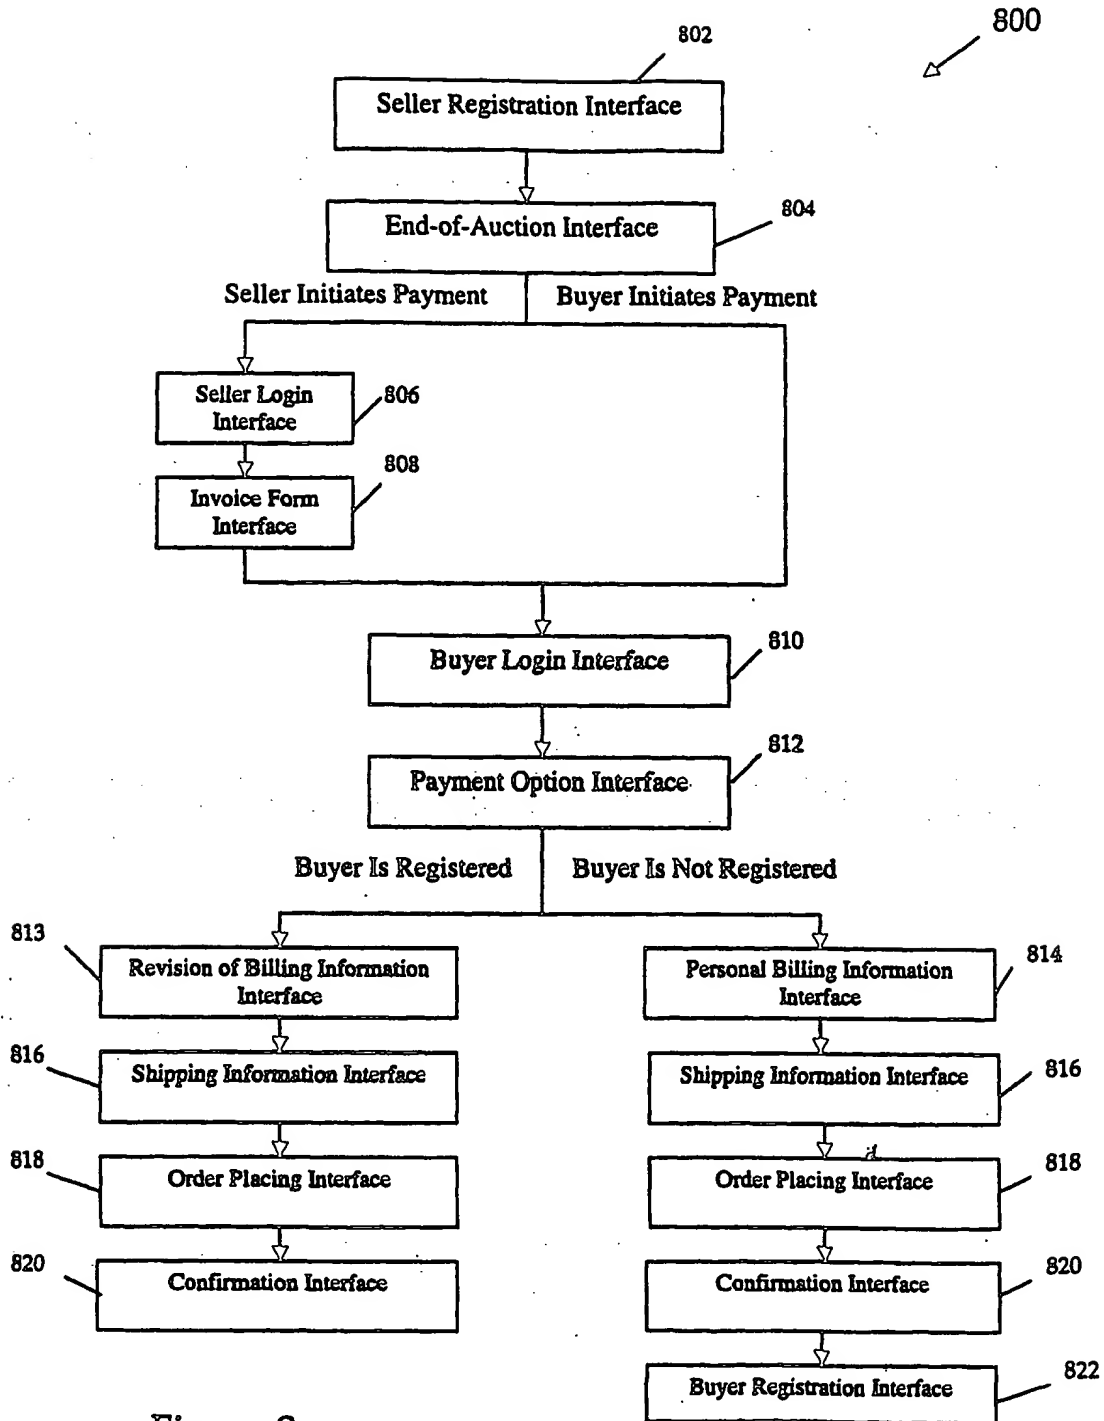 800
802
Seller Registration Interface
End-of-Auction Interface
804
Seller Initiates Payment
Buyer Initiates Payment
Seller Login
Interface
806
808
Invoice Form
Interface
Buyer Login Interface
810
812
Payment Option Interface
Buyer Is Registered
Buyer Is Not Registered
813
Revision of Billing Information
Interface
Personal Billing Information
Interface
814
816
Shipping Information Interface
Shipping Information Interface
816
818
Order Placing Interface
Order Placing Interface
818
820
Confirmation Interface
Confirmation Interface
820
Buyer Registration Interface
822